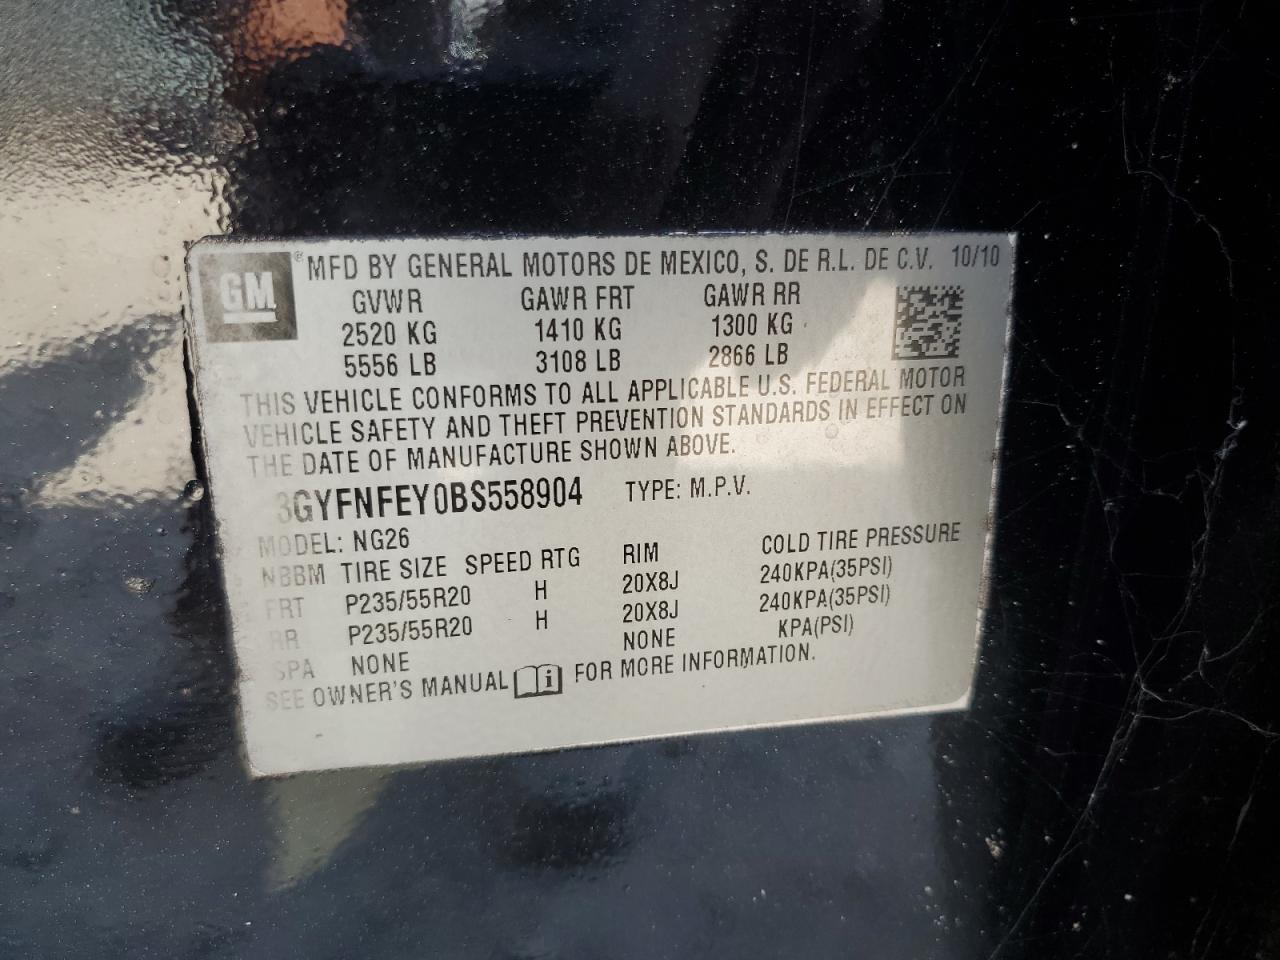 GM® MFD BY GENERAL MOTORS DE MEXICO, S. DE R.L. DE C.V. 10/10
GVWR GAWR FRT GAWR RR
2520 KG 1410 KG 1300 KG
5556 LB 3108 LB 2866 LB
THIS VEHICLE CONFORMS TO ALL APPLICABLE U.S. FEDERAL MOTOR
VEHICLE SAFETY AND THEFT PREVENTION STANDARDS IN EFFECT ON
THE DATE OF MANUFACTURE SHOWN ABOVE.
3GYFNFEY0BS558904 TYPE: M.P.V.
MODEL: NG26
NBBM TIRE SIZE SPEED RTG RIM COLD TIRE PRESSURE
FRT P235/55R20 H 20X8J 240KPA(35PSI)
RR P235/55R20 H 20X8J 240KPA(35PSI)
SPA NONE NONE KPA(PSI)
SEE OWNER'S MANUAL FOR MORE INFORMATION.